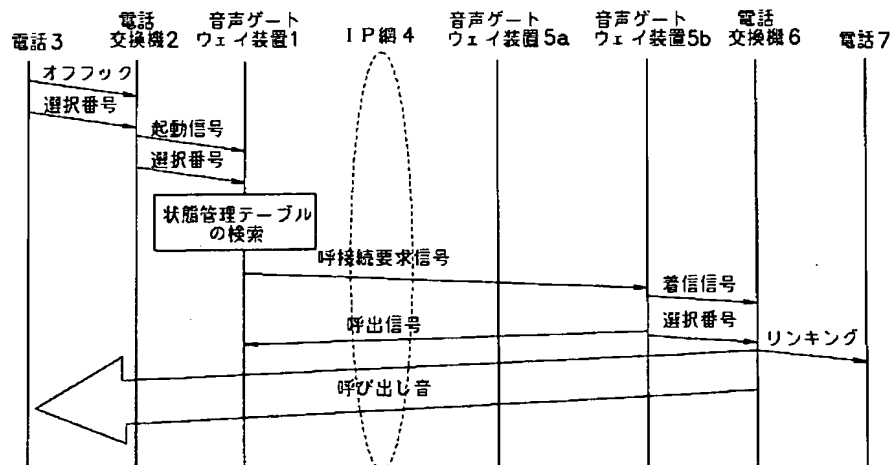 電話3
電話
交換機2
音声ゲート
ウェイ装置1
IP網4
音声ゲート
ウェイ装置5a
音声ゲート
ウェイ装置5b
電話
交換機6
電話7
オフフック
選択番号
起動信号
選択番号
状態管理テーブル
の検索
呼接続要求信号
着信信号
呼出信号
選択番号
リンキング
呼び出し音